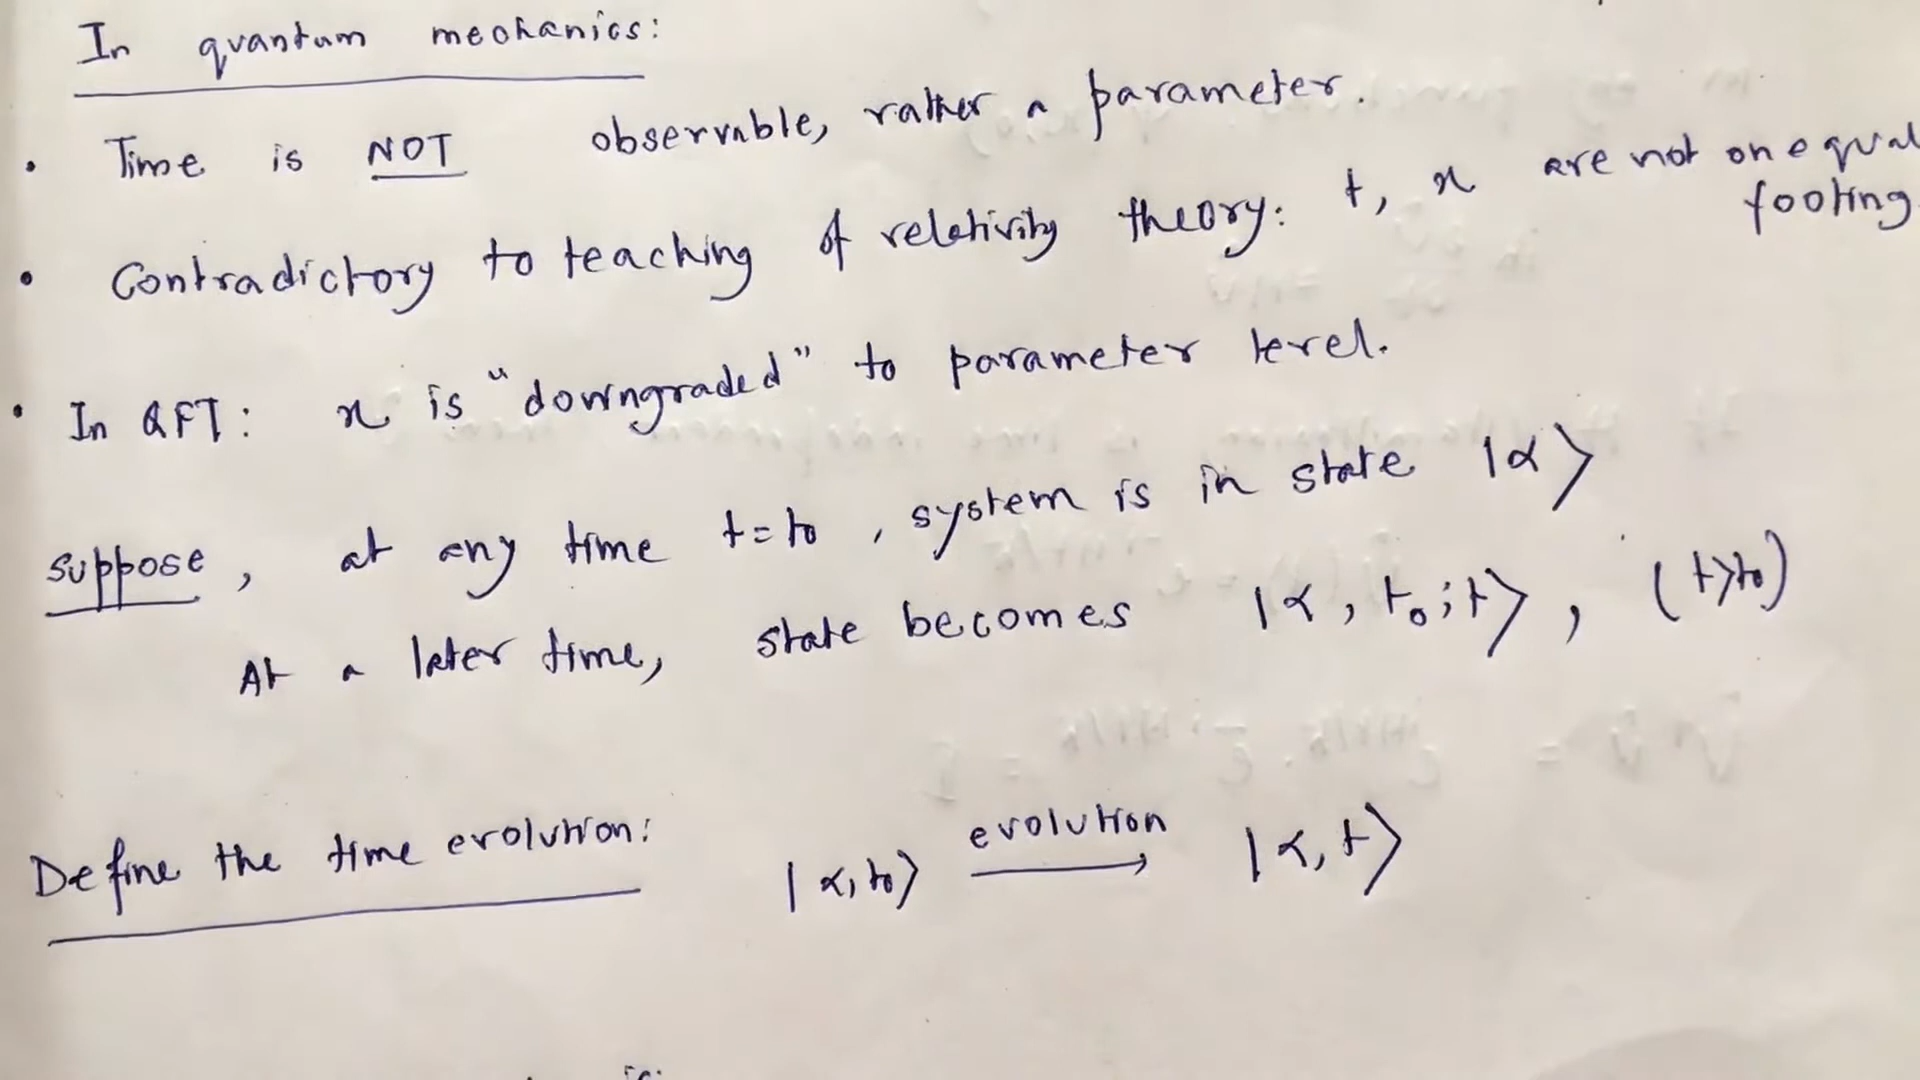 In quantum mechanics:
• Time is NOT observable, rather a parameter.
• Contradictory to teaching of relativity theory: t, x are not on equal
footing.
• In QFT: x is "downgraded" to parameter level.
Suppose, at any time t=t₀, system is in state |α⟩
At a later time, state becomes |α, t₀; t⟩, (t>t₀)
Define the time evolution: |α, t₀⟩ evolution → |α, t⟩